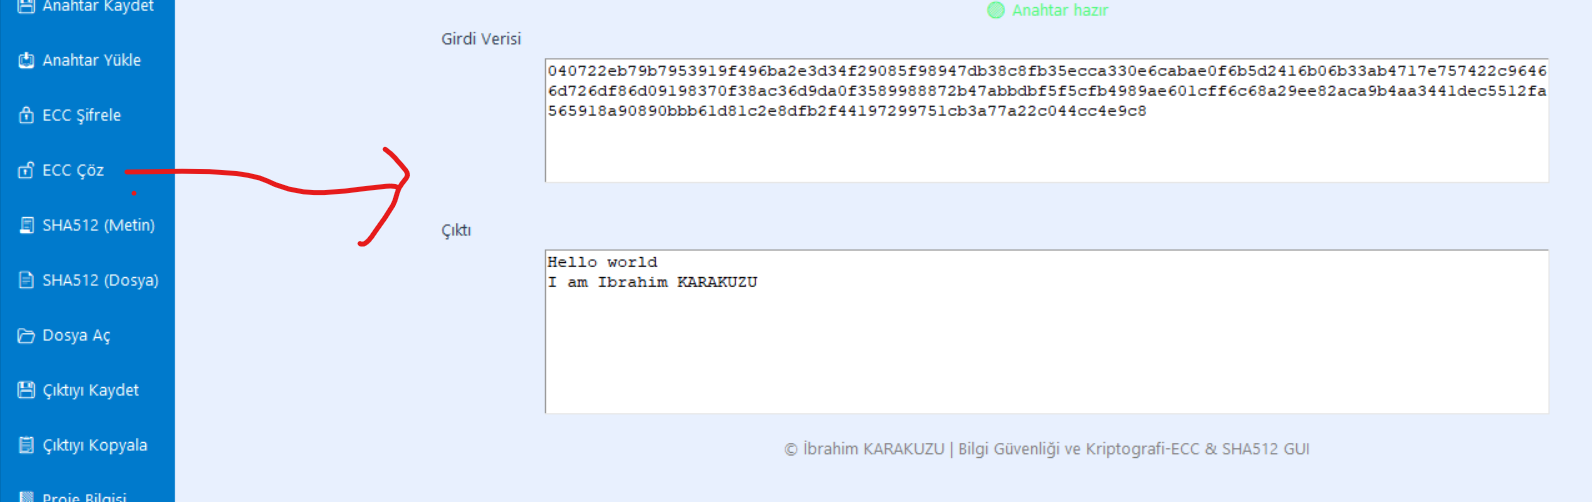 Anahtar Kaydet
Anahtar Yükle
ECC Şifrele
ECC Çöz
SHA512 (Metin)
SHA512 (Dosya)
Dosya Aç
Çıktıyı Kaydet
Çıktıyı Kopyala
Proje Bilgisi
Anahtar hazır
Girdi Verisi
040722eb79b7953919f496ba2e3d34f29085f98947db38c8fb35ecca330e6cabae0f6b5d2416b06b33ab4717e757422c9646
6d726df86d09198370f38ac36d9da0f3589988872b47abbdbf5f5cfb4989ae601cff6c68a29ee82aca9b4aa3441dec5512fa
565918a90890bbb61d81c2e8dfb2f44197299751cb3a77a22c044cc4e9c8
Çıktı
Hello world
I am Ibrahim KARAKUZU
© İbrahim KARAKUZU | Bilgi Güvenliği ve Kriptografi-ECC & SHA512 GUI